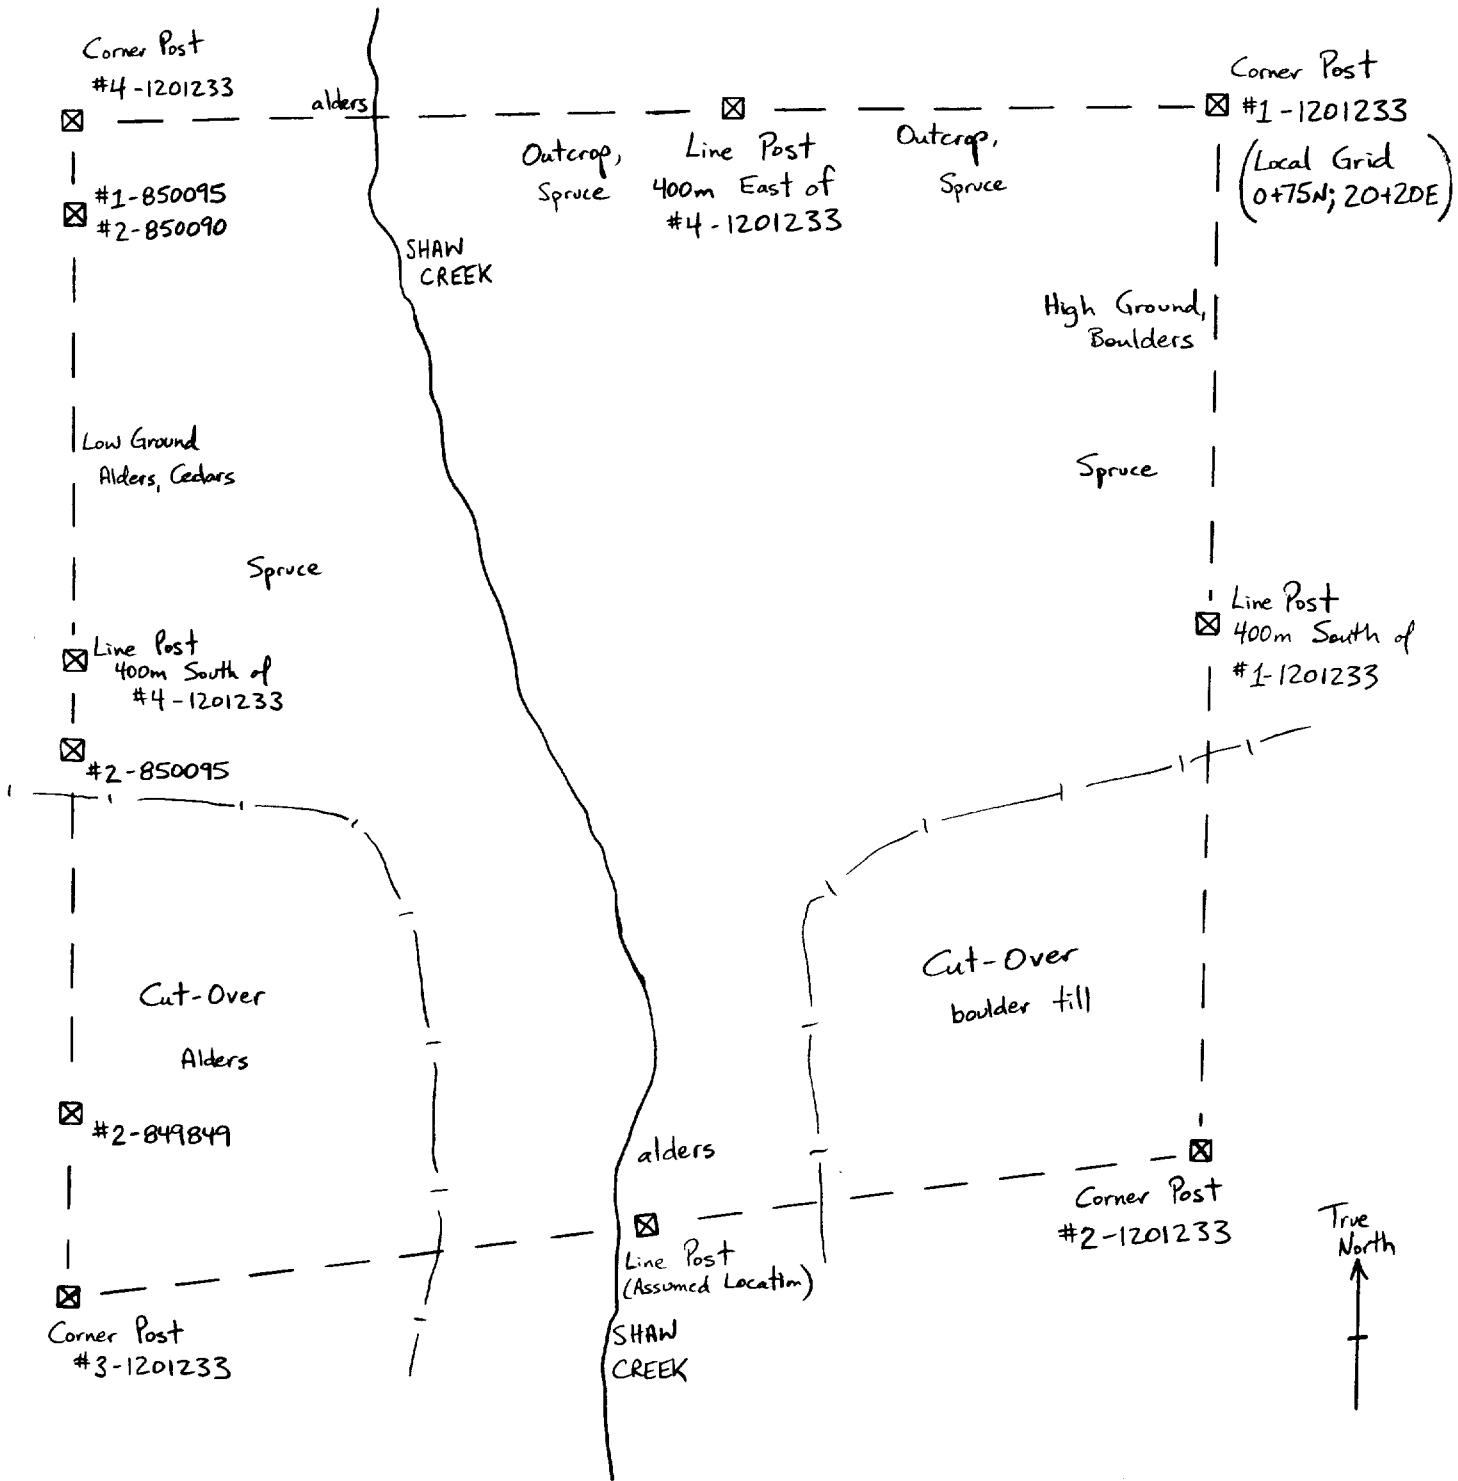 Corner Post
#4-1201233
alders
Corner Post
#1-1201233
(Local Grid
0+75N; 20+20E)
Outcrop,
Spruce
Line Post
400m East of
#4-1201233
Outcrop,
Spruce
#1-850095
#2-850090
SHAW
CREEK
High Ground,
Boulders
Low Ground
Alders, Cedars
Spruce
Spruce
Line Post
400m South of
#4-1201233
Line Post
400m South of
#1-1201233
#2-850095
Cut-Over
Alders
Cut-Over
boulder till
#2-849849
alders
Corner Post
#2-1201233
Line Post
(Assumed Location)
True
North
Corner Post
#3-1201233
SHAW
CREEK